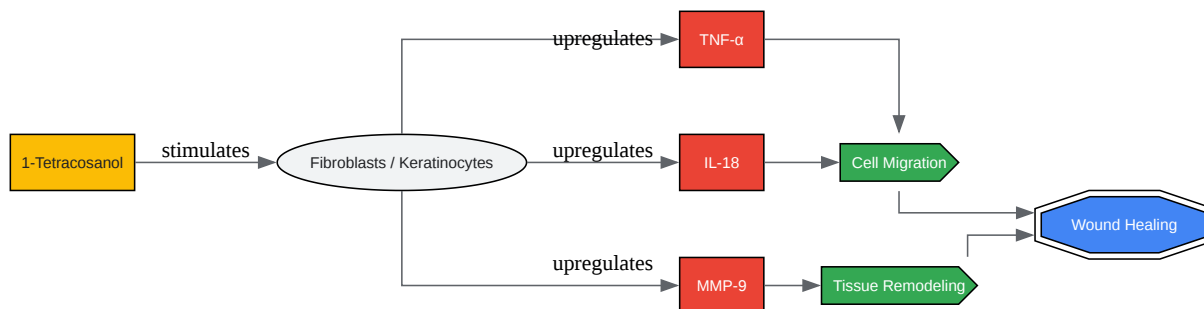 upregulates
TNF-α
1-Tetracosanol
stimulates
Fibroblasts / Keratinocytes
upregulates
IL-18
Cell Migration
Wound Healing
upregulates
MMP-9
Tissue Remodeling